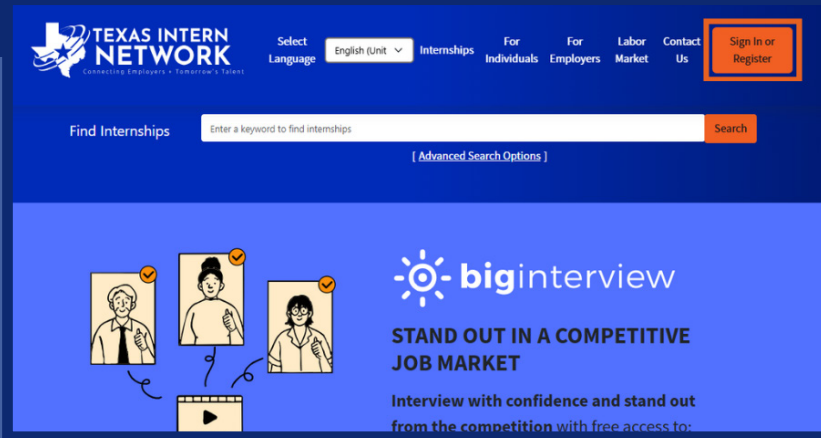 TEXAS INTERN
NETWORK
Connecting Employers • Tomorrow's Talent
Select
Language
English (Unit
Internships
For
Individuals
For
Employers
Labor
Market
Contact
Us
Sign In or
Register
Find Internships
Enter a keyword to find internships
Search
[ Advanced Search Options ]
biginterview
STAND OUT IN A COMPETITIVE
JOB MARKET
Interview with confidence and stand out
from the competition with free access to: